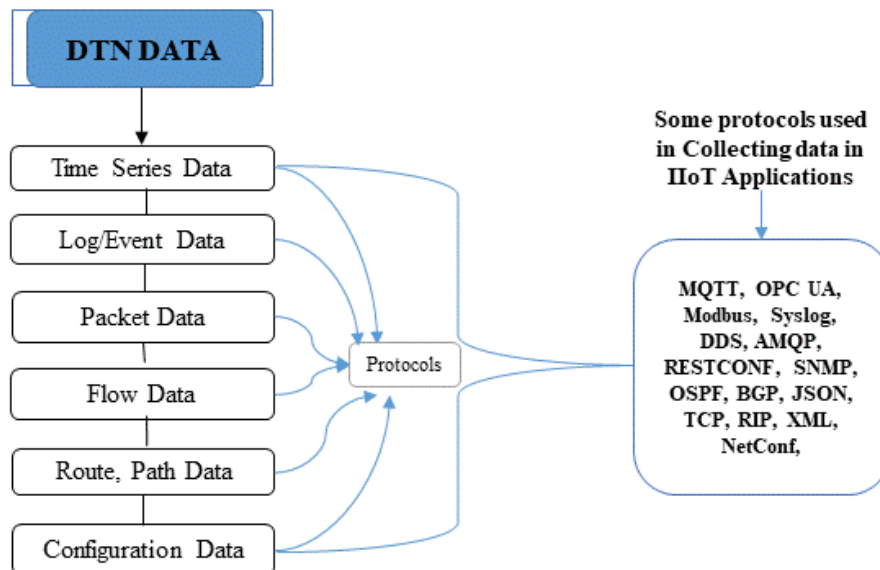 DTN DATA
Time Series Data
Log/Event Data
Packet Data
Flow Data
Route, Path Data
Configuration Data
Protocols
Some protocols used
in Collecting data in
IIoT Applications
MQTT, OPC UA,
Modbus, Syslog,
DDS, AMQP,
RESTCONF, SNMP,
OSPF, BGP, JSON,
TCP, RIP, XML,
NetConf,